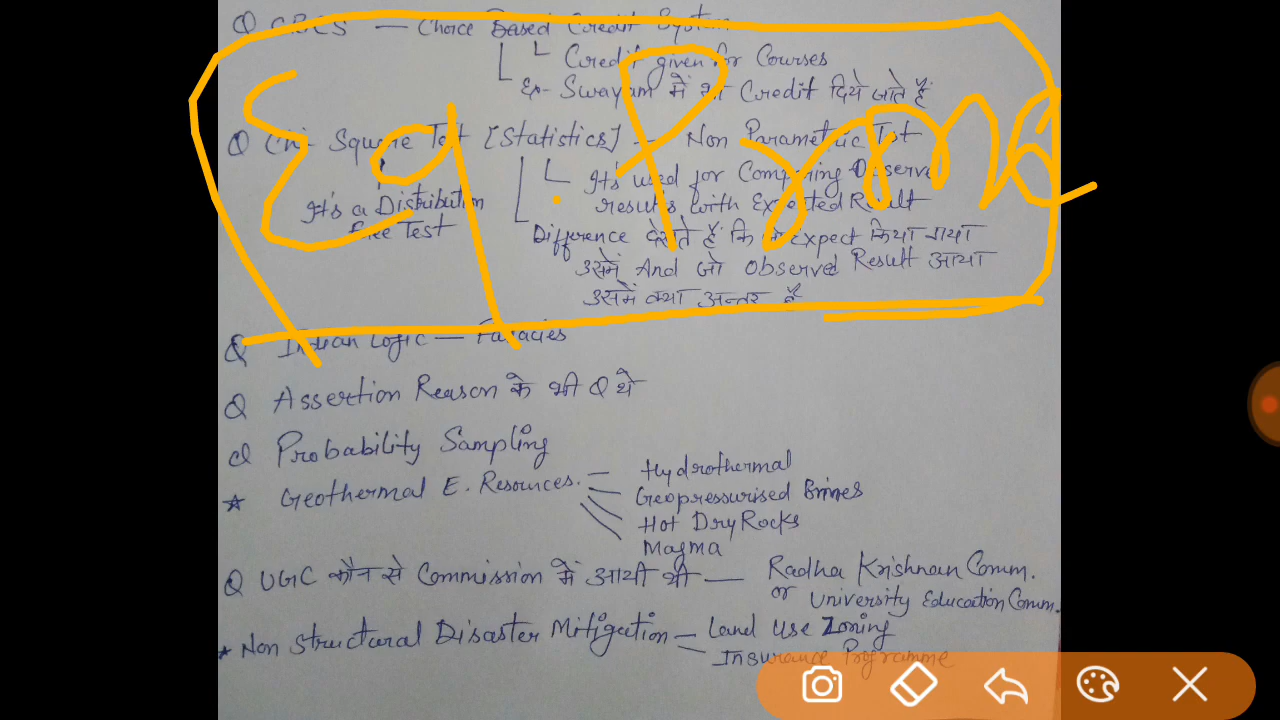 Q CBCS — Choice Based Credit System
Credit given for Courses
Ex- Swayam में भी Credit दिये जाते हैं
Q Chi- Square Test [Statistics] — Non Parametric Test
It's used for Comparing Observed
It's a Distribution
results with Expected Result
free Test
Difference देखते हैं कि जो Expect किया गया
उसमें And जो Observed Result आया
उसमें क्या अन्तर है
Q Indian Logic — Fallacies
Q Assertion Reason के भी Q थे
Q Probability Sampling
★ Geothermal E. Resources. — Hydrothermal
Geopressurised Brines
Hot Dry Rocks
Magma
Q UGC कौन से Commission में आयी थी — Radha Krishnan Comm.
or University Education Comm.
★ Non Structural Disaster Mitigation — Land Use Zoning
Insurance Programme